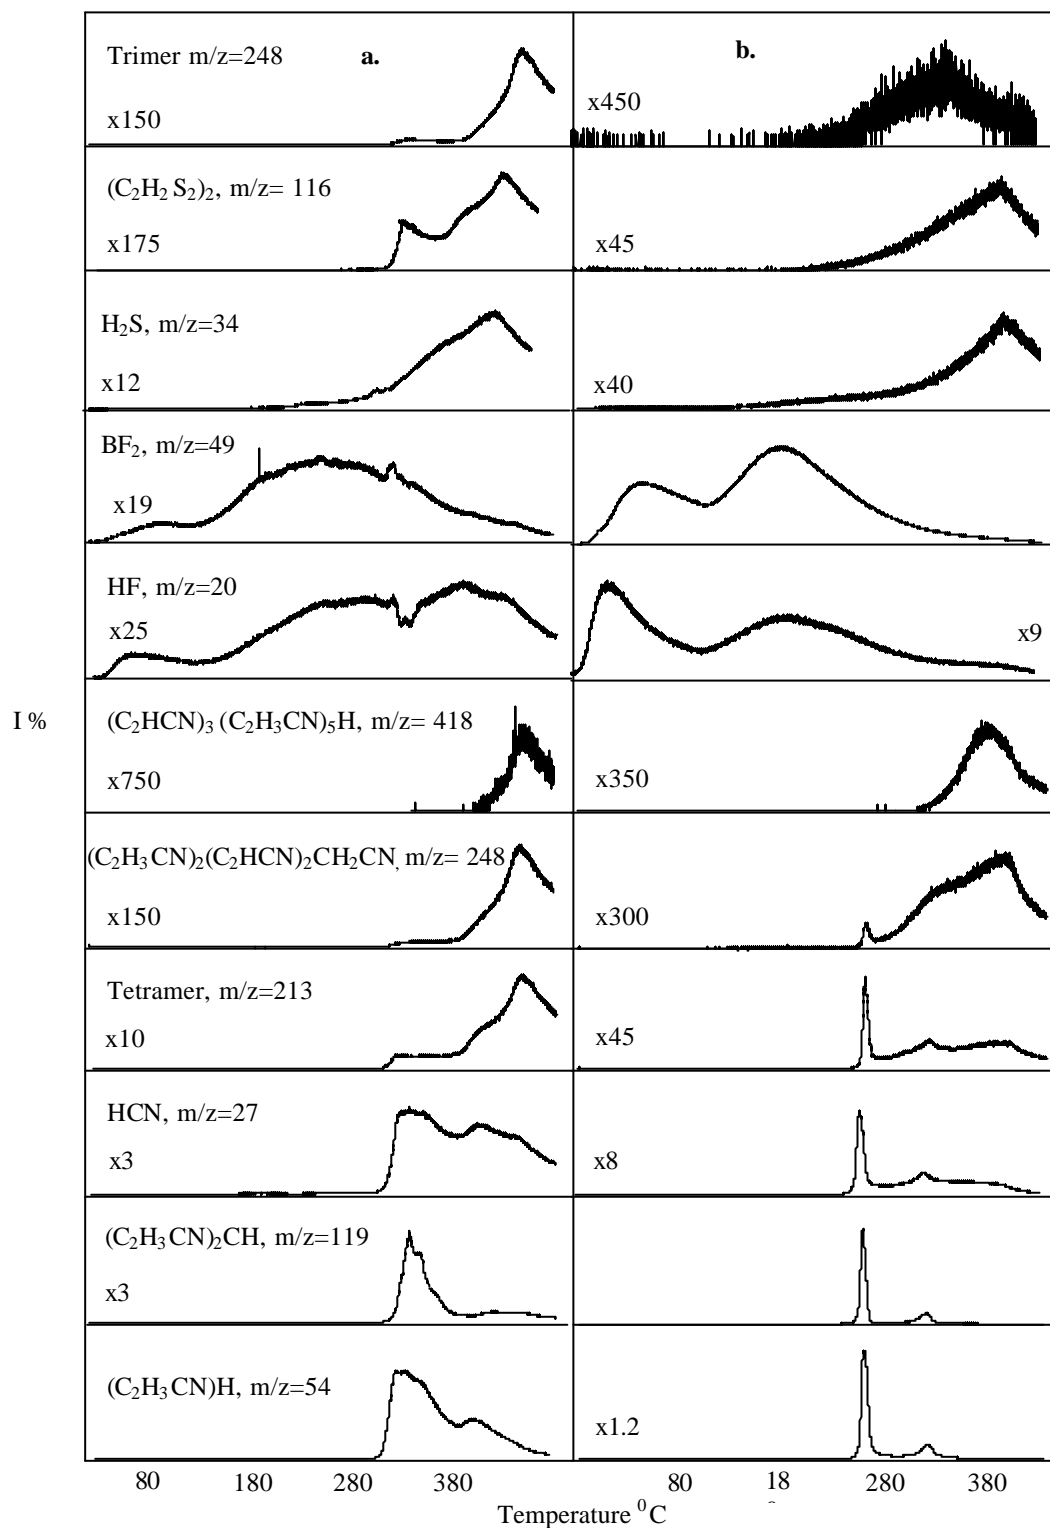 Trimer m/z=248 a. b.
x150 x450
(C₂H₂ S₂)₂, m/z= 116
x175 x45
H₂S, m/z=34
x12 x40
BF₂, m/z=49
x19
HF, m/z=20
x25 x9
I %
(C₂HCN)₃ (C₂H₃CN)₅H, m/z= 418
x750 x350
(C₂H₃CN)₂(C₂HCN)₂CH₂CN, m/z= 248
x150 x300
Tetramer, m/z=213
x10 x45
HCN, m/z=27
x3 x8
(C₂H₃CN)₂CH, m/z=119
x3
(C₂H₃CN)H, m/z=54
x1.2
80 180 280 380 80 18 280 380
Temperature ⁰C